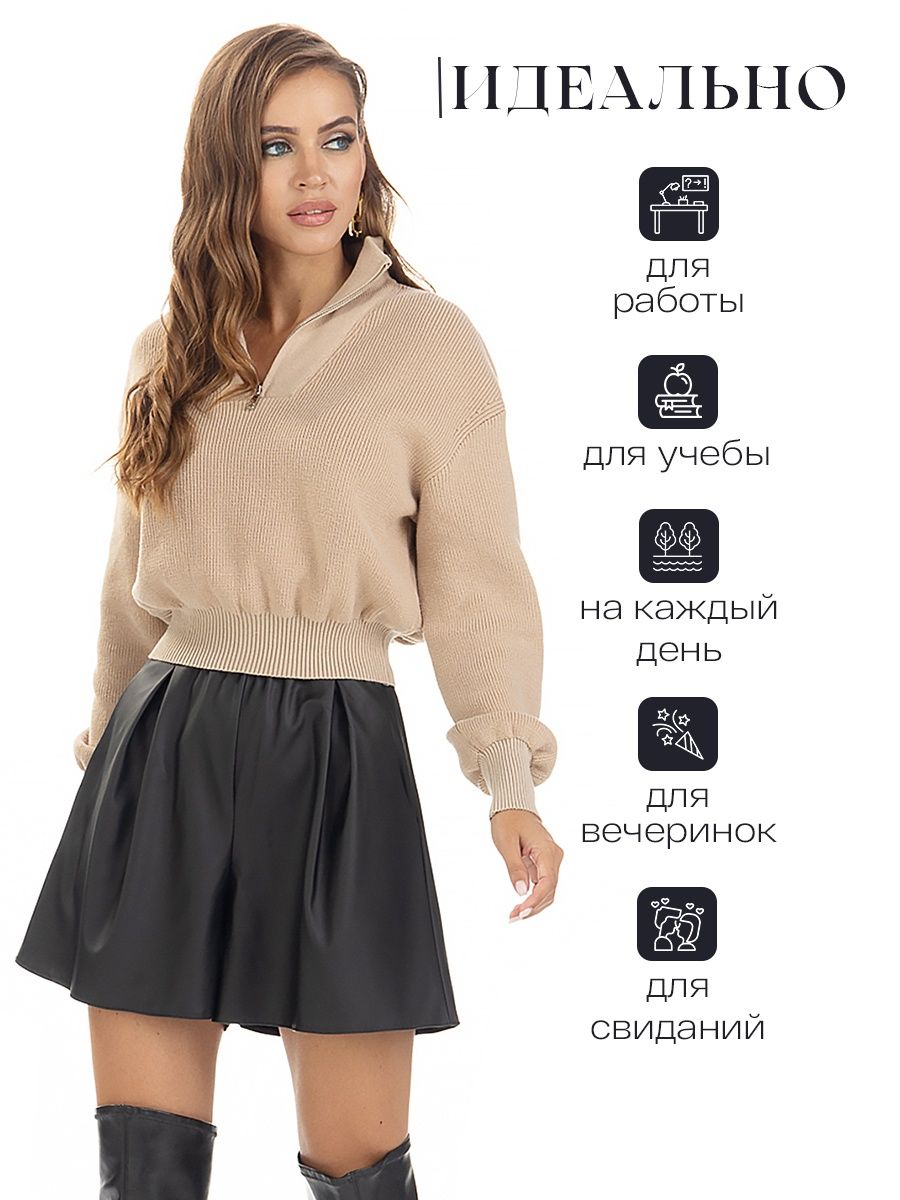 ИДЕАЛЬНО
? → !
для
работы
для учебы
на каждый
день
для
вечеринок
для
свиданий